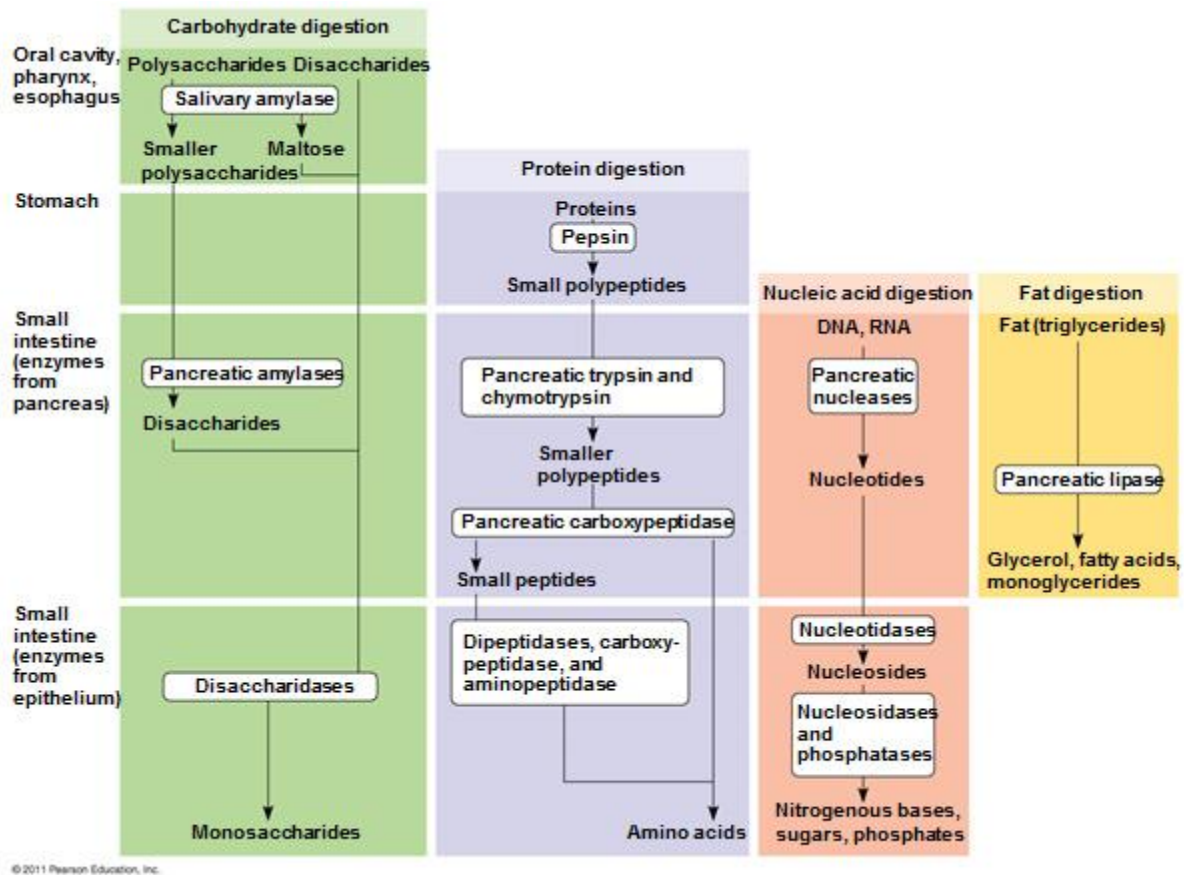 Carbohydrate digestion
Oral cavity,
pharynx,
esophagus
Polysaccharides Disaccharides
Salivary amylase
Smaller
polysaccharides
Maltose
Protein digestion
Stomach
Proteins
Pepsin
Small polypeptides
Nucleic acid digestion
Fat digestion
Small
intestine
(enzymes
from
pancreas)
Pancreatic amylases
Disaccharides
Pancreatic trypsin and
chymotrypsin
Smaller
polypeptides
Pancreatic carboxypeptidase
Small peptides
DNA, RNA
Pancreatic
nucleases
Nucleotides
Fat (triglycerides)
Pancreatic lipase
Glycerol, fatty acids,
monoglycerides
Small
intestine
(enzymes
from
epithelium)
Disaccharidases
Monosaccharides
Dipeptidases, carboxy-
peptidase, and
aminopeptidase
Amino acids
Nucleotidases
Nucleosides
Nucleosidases
and
phosphatases
Nitrogenous bases,
sugars, phosphates
© 2011 Pearson Education, Inc.